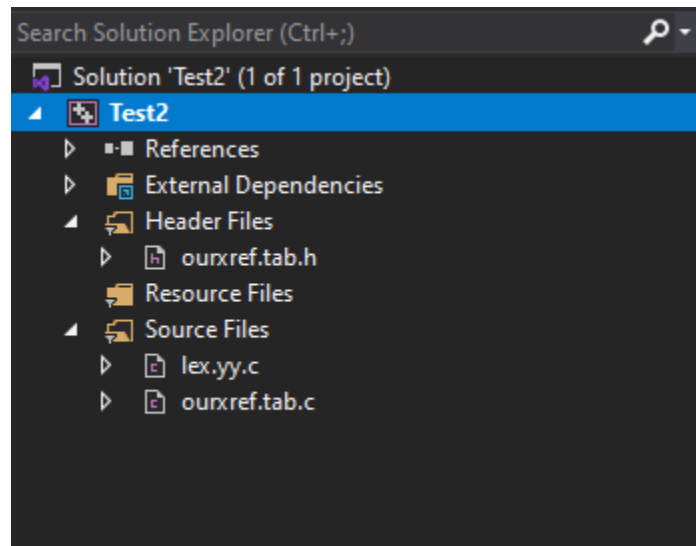 Search Solution Explorer (Ctrl+;)
Solution 'Test2' (1 of 1 project)
Test2
References
External Dependencies
Header Files
ourxref.tab.h
Resource Files
Source Files
lex.yy.c
ourxref.tab.c